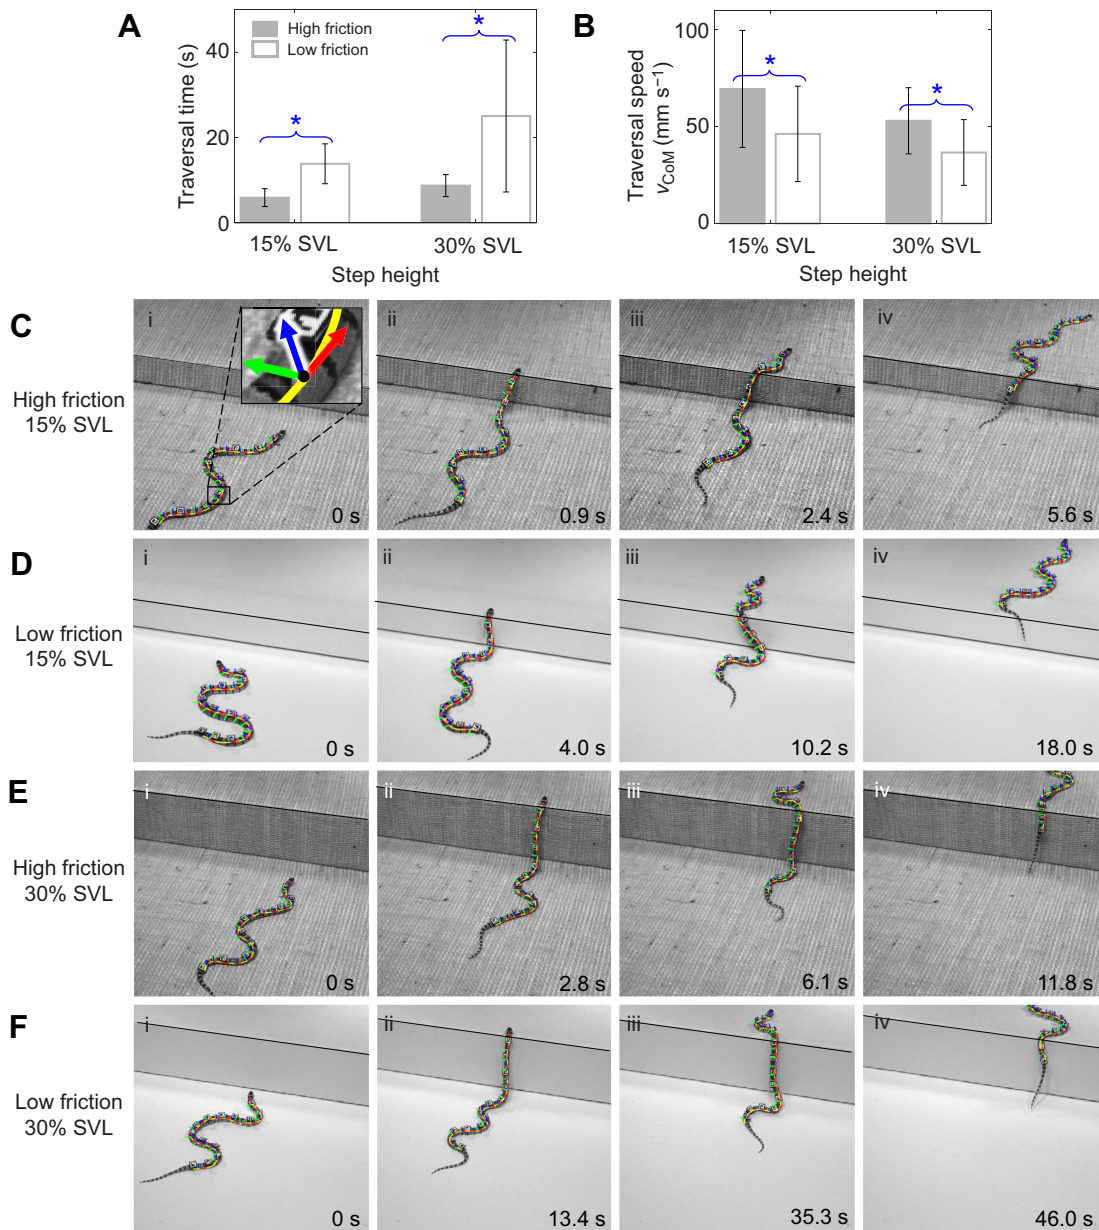 A
B
Traversal time (s)
40
20
0
High friction
Low friction
*
*
15% SVL
30% SVL
Step height
Traversal speed
vCoM (mm s−1)
100
50
0
*
*
15% SVL
30% SVL
Step height
C
High friction
15% SVL
i
0 s
ii
0.9 s
iii
2.4 s
iv
5.6 s
D
Low friction
15% SVL
i
0 s
ii
4.0 s
iii
10.2 s
iv
18.0 s
E
High friction
30% SVL
i
0 s
ii
2.8 s
iii
6.1 s
iv
11.8 s
F
Low friction
30% SVL
i
0 s
ii
13.4 s
iii
35.3 s
iv
46.0 s